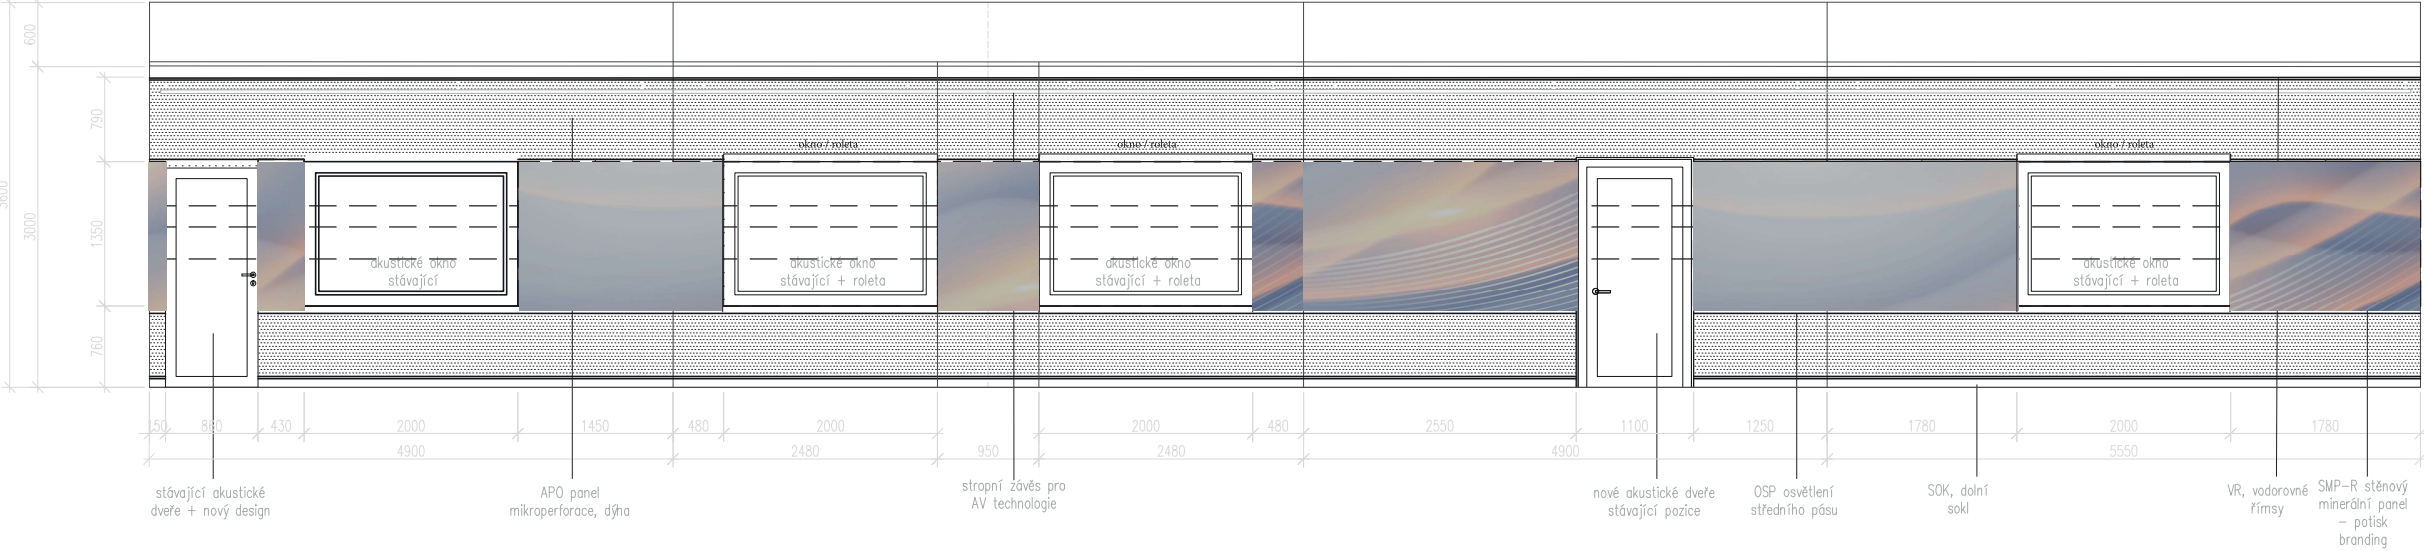 600
790
3600
3000
1350
760
okno / roleta
okno / roleta
okno / roleta
akustické okno
stávající
akustické okno
stávající + roleta
akustické okno
stávající + roleta
akustické okno
stávající + roleta
150 860 430 2000 1450 480 2000 2000 480 2550 1100 1250 1780 2000 1780
4900 2480 950 2480 4900 5550
stávající akustické
dveře + nový design
APO panel
mikroperforace, dýha
stropní závěs pro
AV technologie
nové akustické dveře
stávající pozice
OSP osvětlení
středního pásu
SOK, dolní
sokl
VR, vodorovné
římsy
SMP-R stěnový
minerální panel
- potisk
branding